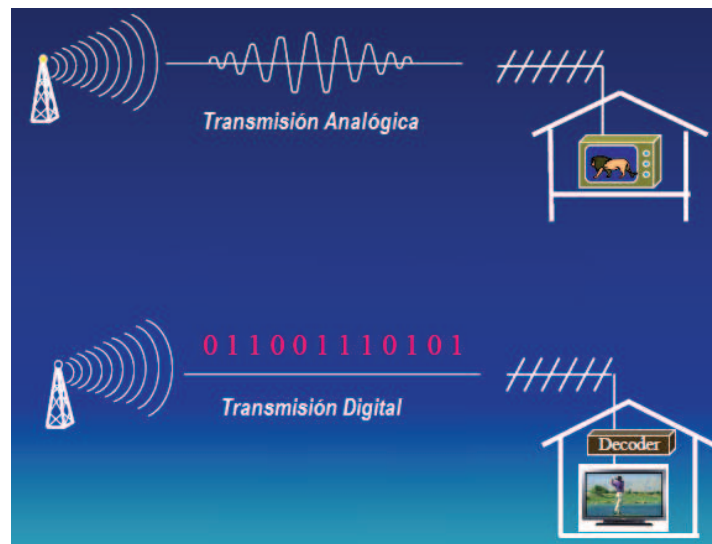 Transmisión Analógica
0 1 1 0 0 1 1 1 0 1 0 1
Transmisión Digital
Decoder